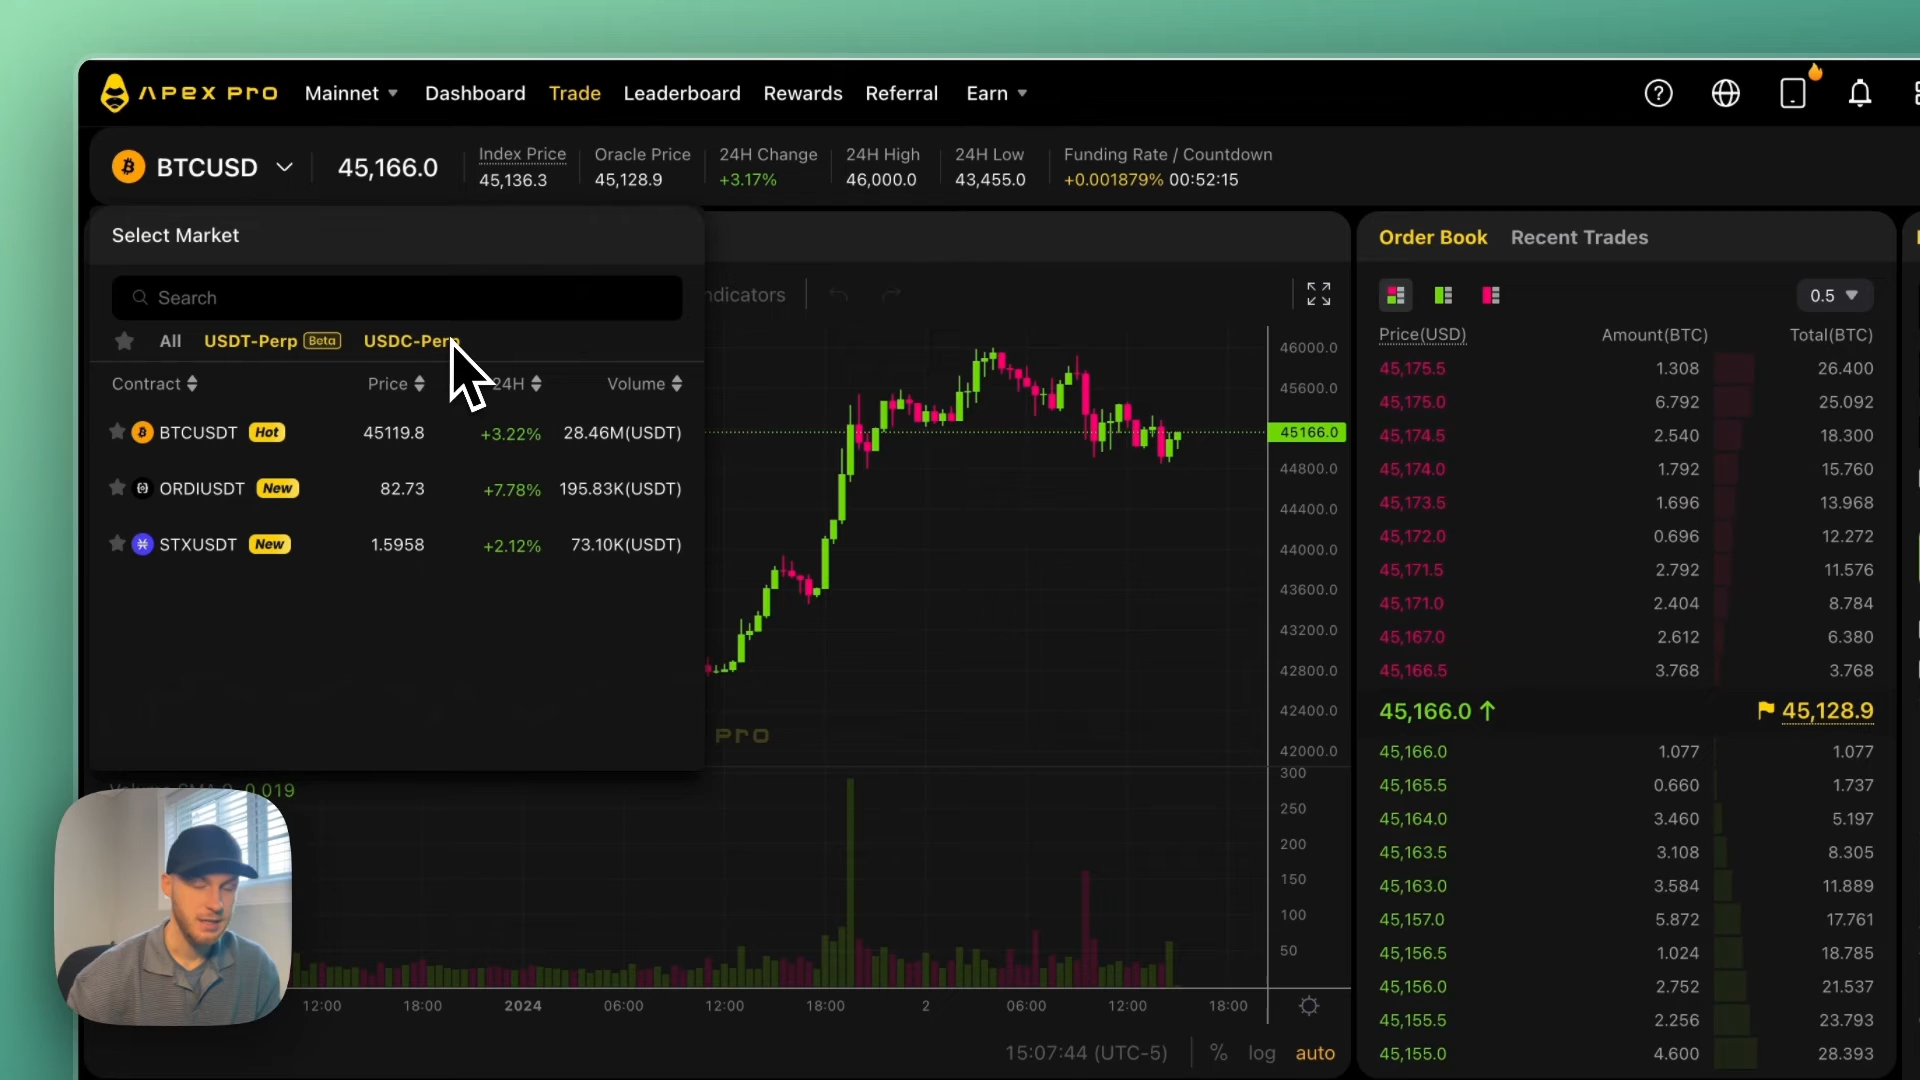 APEX PRO Mainnet Dashboard Trade Leaderboard Rewards Referral Earn
BTCUSD 45,166.0
Index Price
45,136.3
Oracle Price
45,128.9
24H Change
+3.17%
24H High
46,000.0
24H Low
43,455.0
Funding Rate / Countdown
+0.001879% 00:52:15
Select Market
Search
All USDT-Perp Beta USDC-Perp
Contract Price 24H Volume
BTCUSDT Hot 45119.8 +3.22% 28.46M(USDT)
ORDIUSDT New 82.73 +7.78% 195.83K(USDT)
STXUSDT New 1.5958 +2.12% 73.10K(USDT)
ndicators
46000.0
45600.0
45166.0
44800.0
44400.0
44000.0
43600.0
43200.0
42800.0
42400.0
42000.0
PRO
0.019
300
250
200
150
100
50
12:00 18:00 2024 06:00 12:00 18:00 2 06:00 12:00 18:00
15:07:44 (UTC-5) % log auto
Order Book Recent Trades
0.5
Price(USD) Amount(BTC) Total(BTC)
45,175.5 1.308 26.400
45,175.0 6.792 25.092
45,174.5 2.540 18.300
45,174.0 1.792 15.760
45,173.5 1.696 13.968
45,172.0 0.696 12.272
45,171.5 2.792 11.576
45,171.0 2.404 8.784
45,167.0 2.612 6.380
45,166.5 3.768 3.768
45,166.0 45,128.9
45,166.0 1.077 1.077
45,165.5 0.660 1.737
45,164.0 3.460 5.197
45,163.5 3.108 8.305
45,163.0 3.584 11.889
45,157.0 5.872 17.761
45,156.5 1.024 18.785
45,156.0 2.752 21.537
45,155.5 2.256 23.793
45,155.0 4.600 28.393